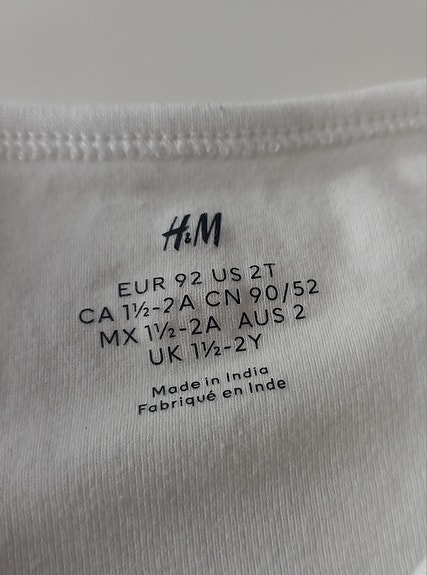 H&M
EUR 92 US 2T
CA 1½-2A CN 90/52
MX 1½-2A AUS 2
UK 1½-2Y
Made in India
Fabriqué en Inde